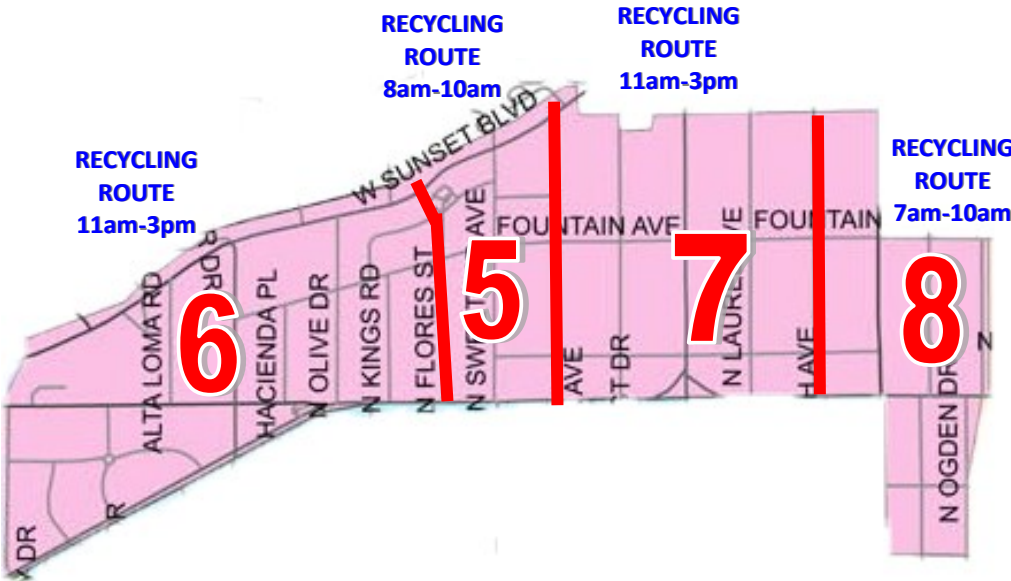 RECYCLING
ROUTE
8am-10am
RECYCLING
ROUTE
11am-3pm
RECYCLING
ROUTE
11am-3pm
RECYCLING
ROUTE
7am-10am
W SUNSET BLVD
FOUNTAIN AVE
FOUNTAIN
6
5
7
8
ALTA LOMA RD
HACIENDA PL
N OLIVE DR
N KINGS RD
N FLORES ST
AVE
DR
N OGDEN DR
N
DR